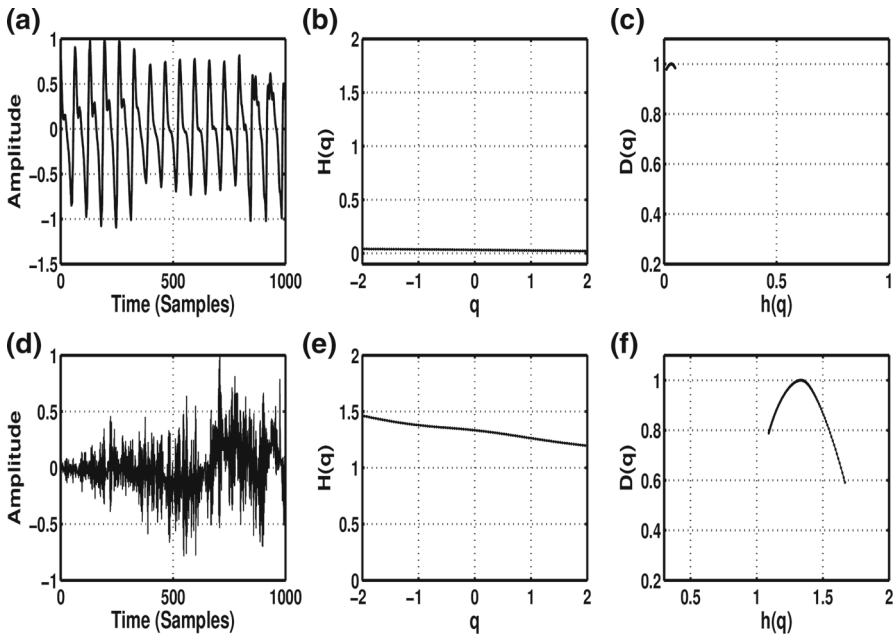 (a)
Amplitude
1
0.5
0
−0.5
−1
−1.5
0 500 1000
Time (Samples)
(b)
H(q)
2
1.5
1
0.5
0
−2 −1 0 1 2
q
(c)
D(q)
1
0.8
0.6
0.4
0.2
0 0.5 1
h(q)
(d)
Amplitude
1
0.5
0
−0.5
−1
0 500 1000
Time (Samples)
(e)
H(q)
2
1.5
1
0.5
0
−2 −1 0 1 2
q
(f)
D(q)
1
0.8
0.6
0.4
0.2
0.5 1 1.5 2
h(q)